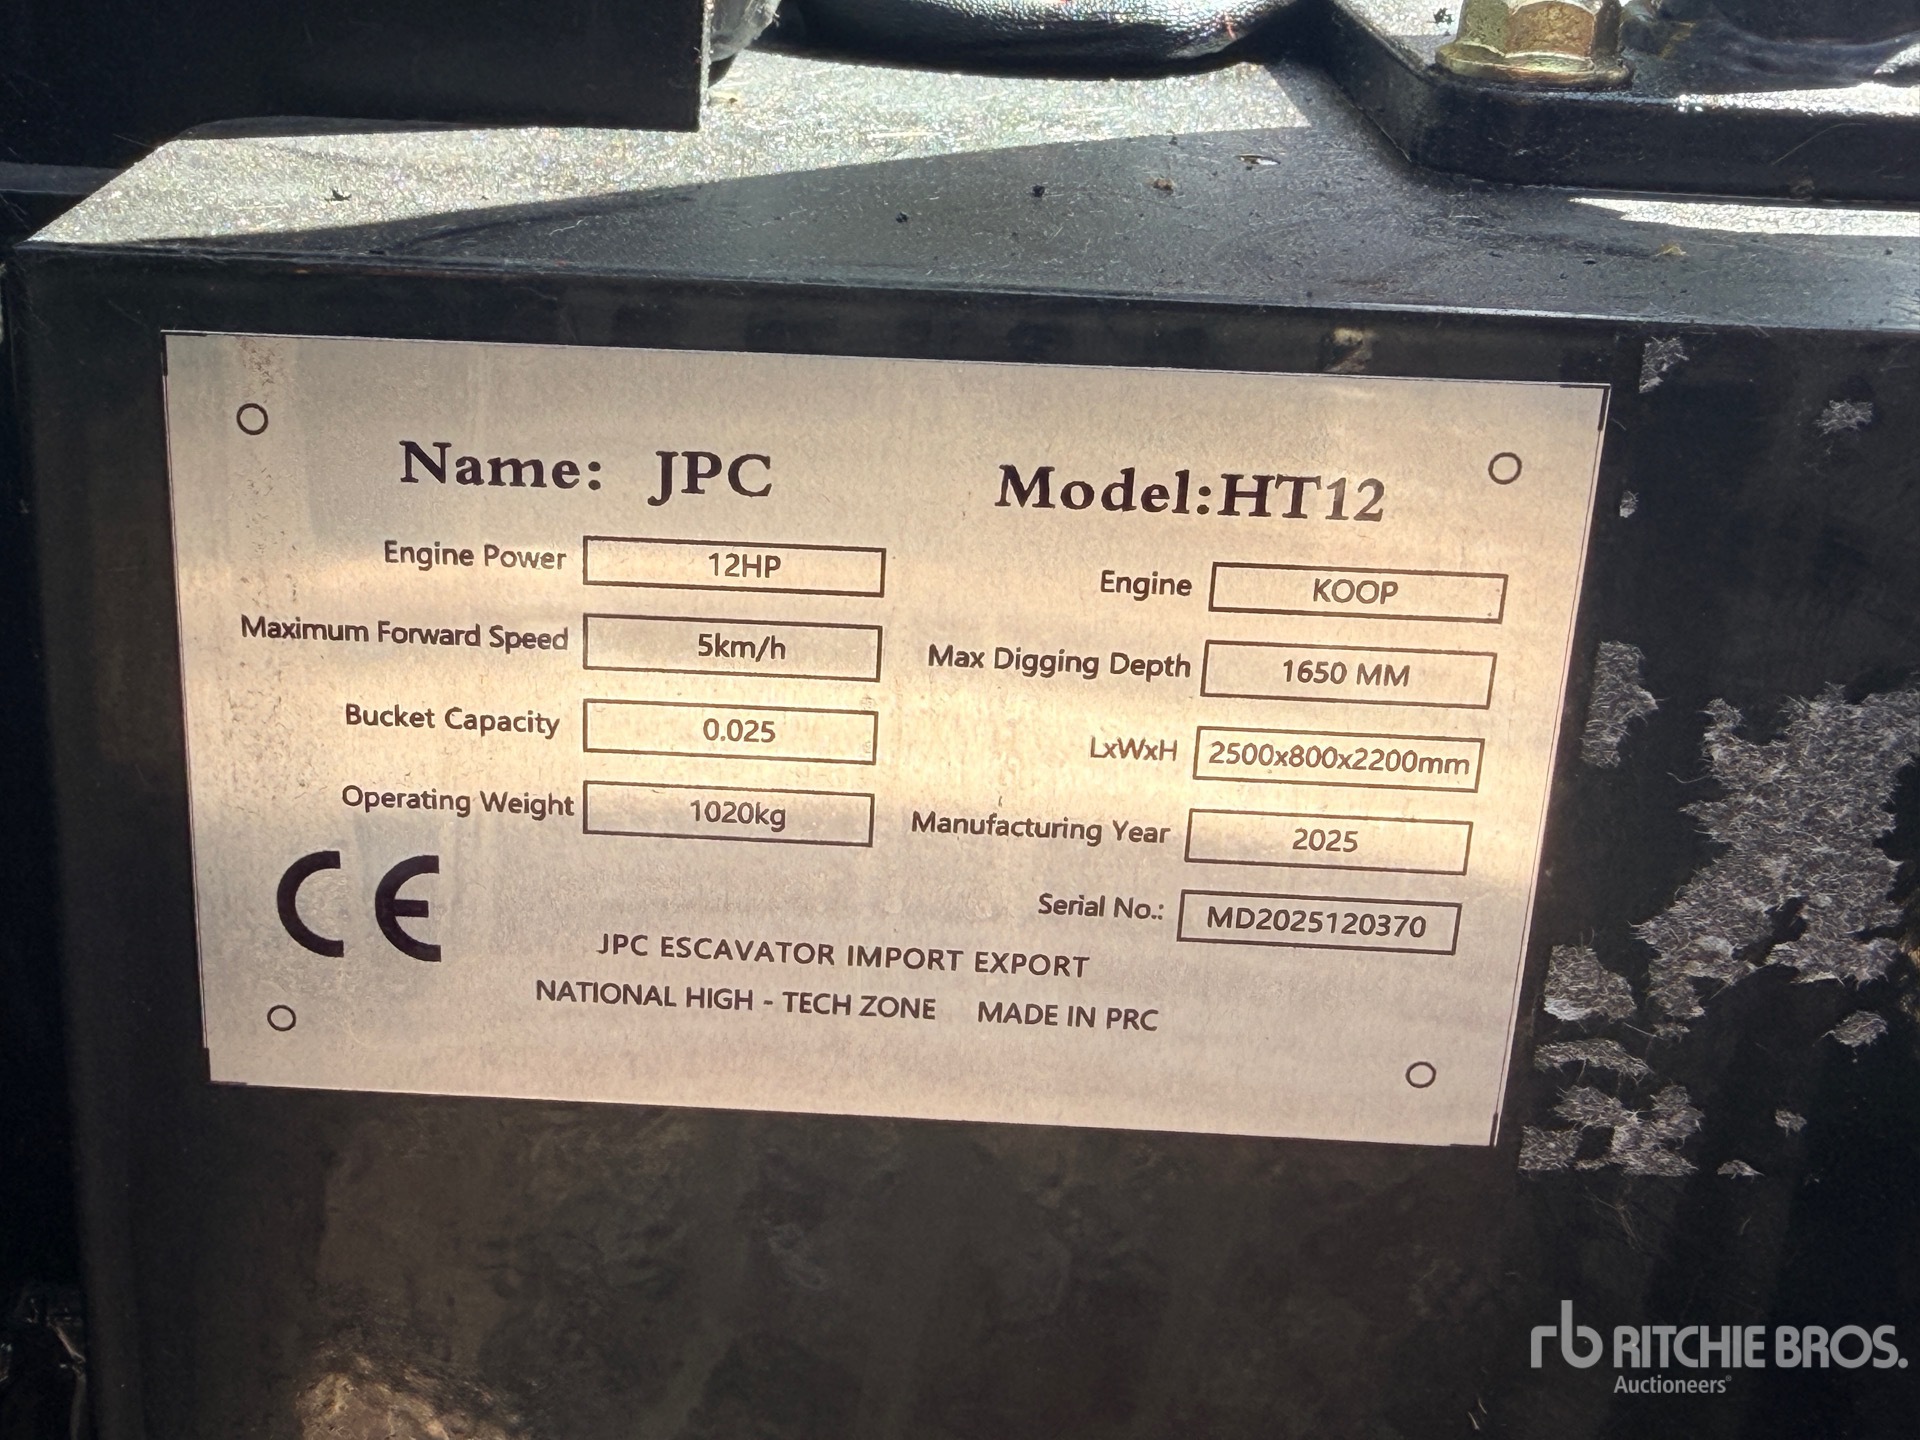 Name: JPC Model:HT12
Engine Power 12HP Engine KOOP
Maximum Forward Speed 5km/h Max Digging Depth 1650 MM
Bucket Capacity 0.025 LxWxH 2500x800x2200mm
Operating Weight 1020kg Manufacturing Year 2025
Serial No.: MD2025120370
CE
JPC ESCAVATOR IMPORT EXPORT
NATIONAL HIGH - TECH ZONE MADE IN PRC
rb RITCHIE BROS.
Auctioneers®